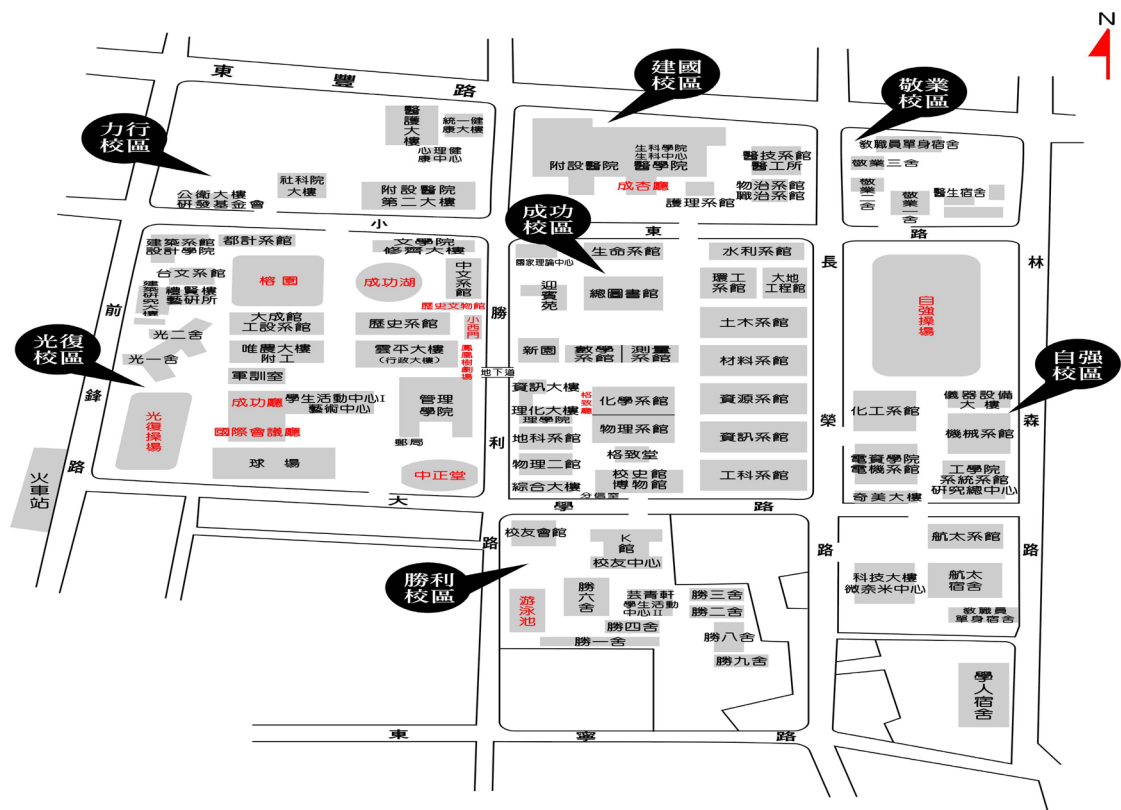 N
東豐路
建國
校區
敬業
校區
力行
校區
醫護大樓
統一健
康大樓
心理健
康中心
社科院
大樓
公衛大樓
研發基金會
附設醫院
第二大樓
生科學院
生科中心
附設醫院
醫學院
成杏廳
護理系館
醫技系館
醫工所
物治系館
職治系館
教職員單身宿舍
敬業三舍
敬業二舍
敬業一舍
醫生宿舍
小東路
成功
校區
建築系館
設計學院
都計系館
文學院
修齊大樓
中文系館
台文系館
建築研究大樓
禮賢樓
藝研所
榕園
成功湖
歷史文物館
大成館
工設系館
歷史系館
小西門
光二舍
光一舍
唯農大樓
附工
雲平大樓
(行政大樓)
鳳凰樹劇場
地下道
軍訓室
光復
校區
成功廳
學生活動中心I
藝術中心
管理
學院
國際會議廳
郵局
光復操場
球場
中正堂
火車站
前鋒路
勝利路
大學路
國家理論中心
生命系館
水利系館
迎賓苑
總圖書館
環工
系館
大地
工程館
土木系館
新園
數學
系館
測量
系館
材料系館
資訊大樓
格致廳
化學系館
資源系館
理化大樓
理學院
物理系館
地科系館
資訊系館
格致堂
物理二館
校史館
博物館
工科系館
綜合大樓
分信室
長榮路
林森路
自強操場
自強
校區
儀器設備
大樓
化工系館
機械系館
電資學院
電機系館
工學院
系統系館
研究總中心
奇美大樓
校友會館
K
館
校友中心
勝利
校區
游泳池
勝六舍
芸青軒
學生活動
中心II
勝三舍
勝二舍
勝四舍
勝一舍
勝八舍
勝九舍
航太系館
科技大樓
微奈米中心
航太
宿舍
教職員
單身宿舍
學人宿舍
東寧路